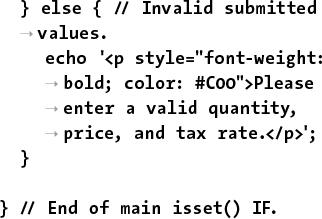 } else { // Invalid submitted
→values.
echo '<p style="font-weight:
→ bold; color: #C00">Please
→ enter a valid quantity,
→ price, and tax rate.</p>';
}
} // End of main isset() IF.